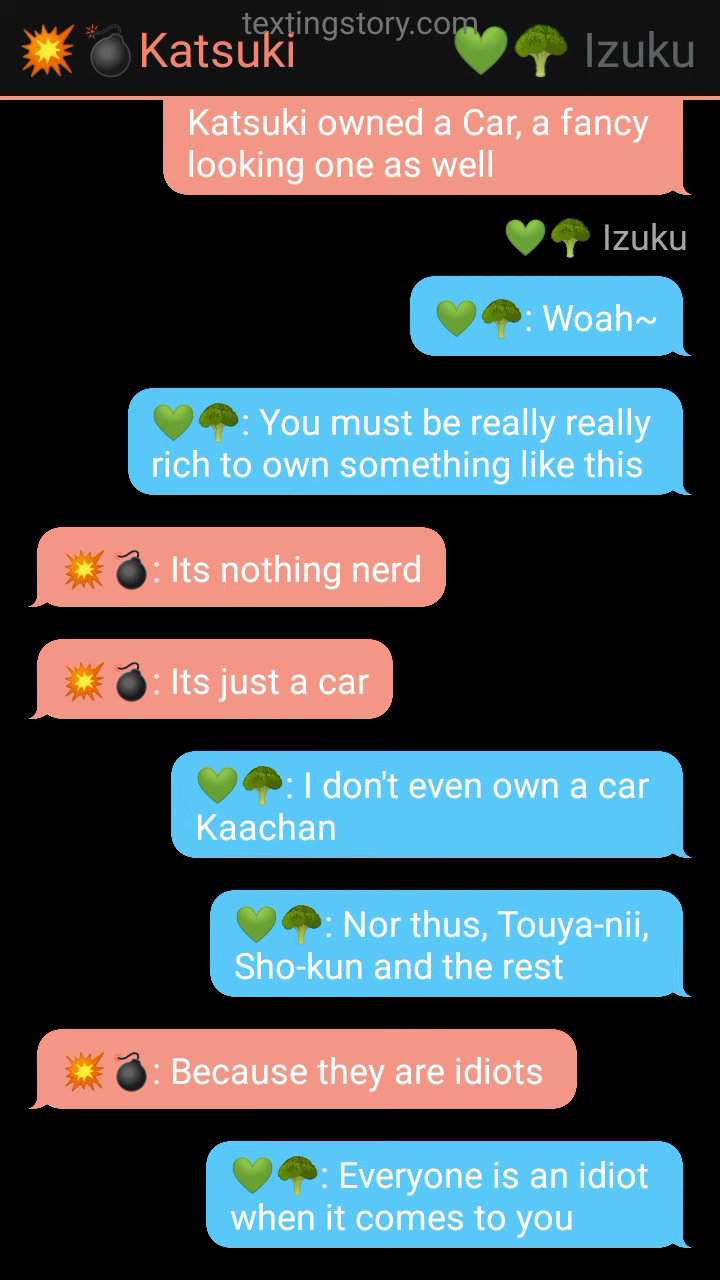 textingstory.com
💥💣Katsuki
💚🥦 Izuku
Katsuki owned a Car, a fancy
looking one as well
💚🥦 Izuku
💚🥦: Woah~
💚🥦: You must be really really
rich to own something like this
💥💣: Its nothing nerd
💥💣: Its just a car
💚🥦: I don't even own a car
Kaachan
💚🥦: Nor thus, Touya-nii,
Sho-kun and the rest
💥💣: Because they are idiots
💚🥦: Everyone is an idiot
when it comes to you